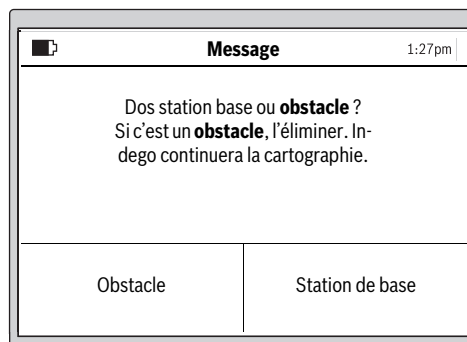 Message 1:27pm
Dos station base ou obstacle ?
Si c'est un obstacle, l'éliminer. In-
dego continuera la cartographie.
Obstacle Station de base